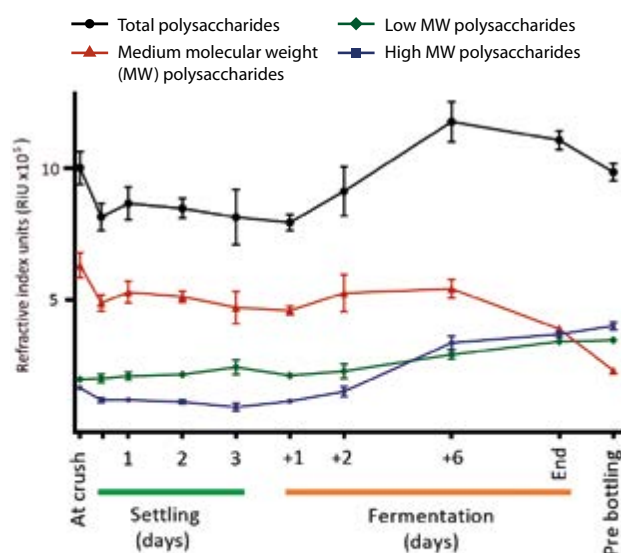 Total polysaccharides
Low MW polysaccharides
Medium molecular weight
(MW) polysaccharides
High MW polysaccharides
Refractive index units (RiU x10⁵)
10
5
At crush
1
2
3
+1
+2
+6
End
Pre bottling
Settling
(days)
Fermentation
(days)